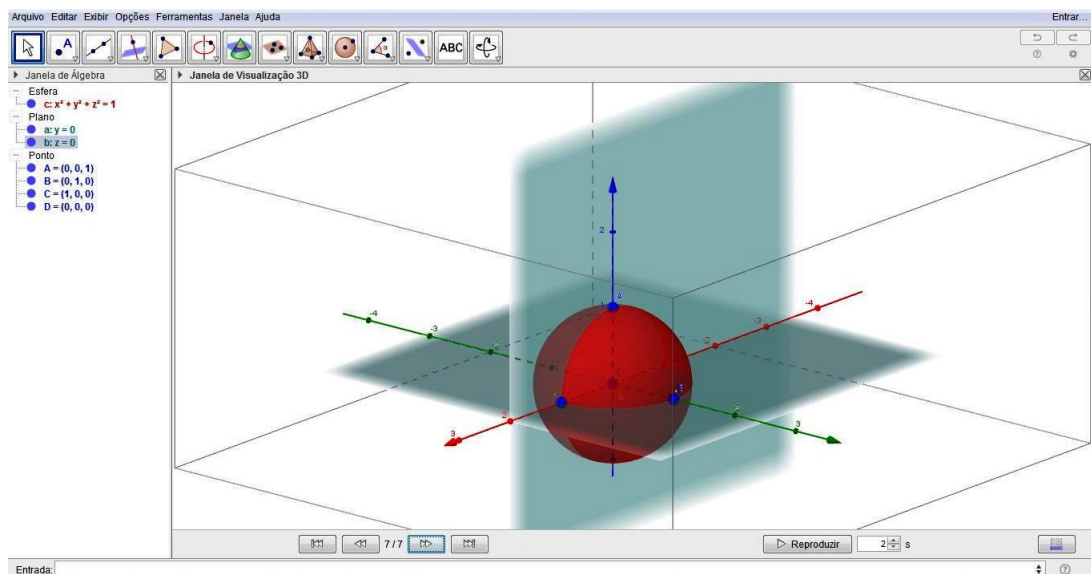 Arquivo Editar Exibir Opções Ferramentas Janela Ajuda Entrar...
A ABC
Janela de Álgebra
Janela de Visualização 3D
Esfera
c: x² + y² + z² = 1
Plano
a: y = 0
b: z = 0
Ponto
A = (0, 0, 1)
B = (0, 1, 0)
C = (1, 0, 0)
D = (0, 0, 0)
2
A
-4
-4
-3
-3
-2
2
2
3
3
7/7
Reproduzir 2 s
Entrada: